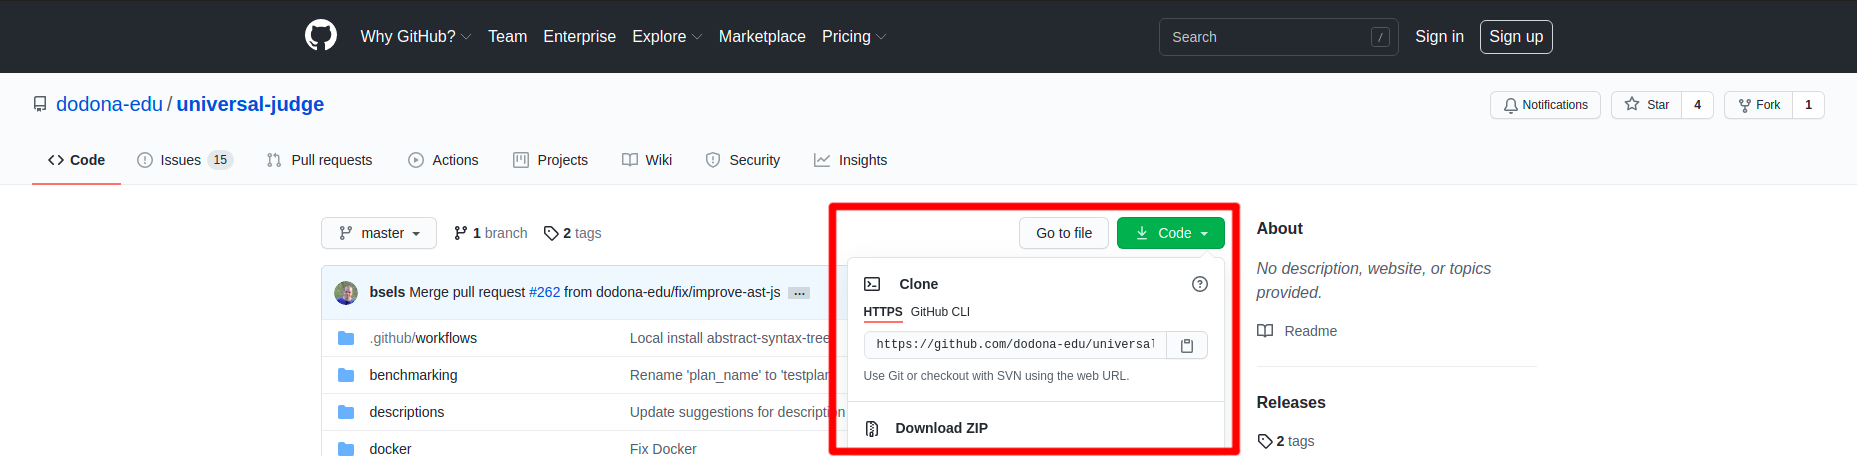 Why GitHub? Team Enterprise Explore Marketplace Pricing Search / Sign in Sign up
dodona-edu / universal-judge Notifications Star 4 Fork 1
Code Issues 15 Pull requests Actions Projects Wiki Security Insights
master 1 branch 2 tags Go to file Code About
No description, website, or topics
provided.
bsels Merge pull request #262 from dodona-edu/fix/improve-ast-js ... Clone
HTTPS GitHub CLI
.github/workflows Local install abstract-syntax-tree https://github.com/dodona-edu/universal Readme
benchmarking Rename 'plan_name' to 'testplan Use Git or checkout with SVN using the web URL.
descriptions Update suggestions for description Releases
Download ZIP
docker Fix Docker 2 tags